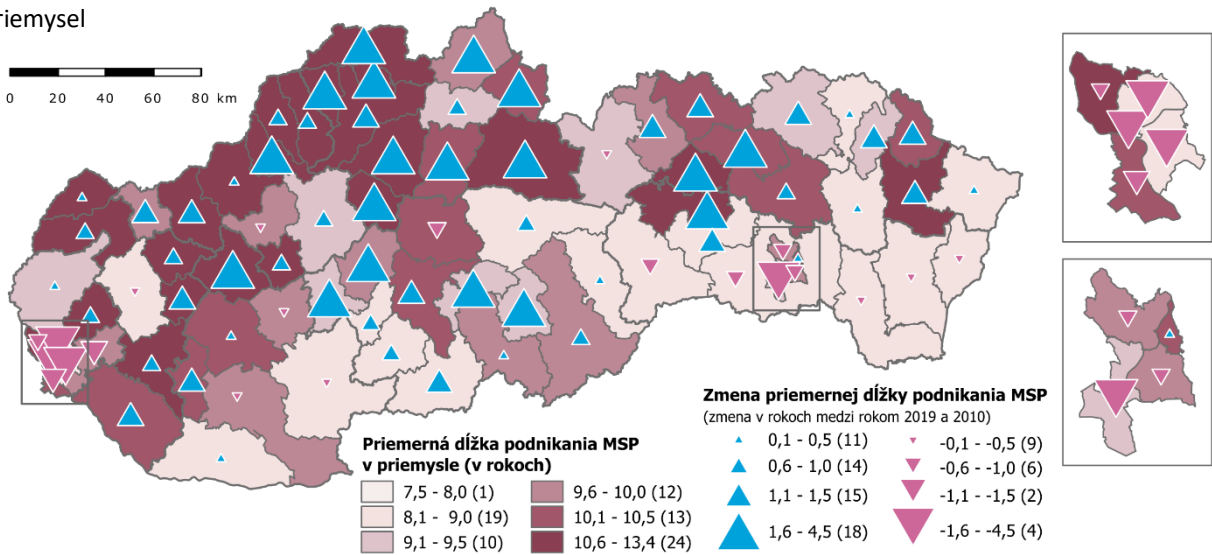 riemysel
0 20 40 60 80 km
Priemerná dĺžka podnikania MSP
v priemysle (v rokoch)
7,5 - 8,0 (1)
8,1 - 9,0 (19)
9,1 - 9,5 (10)
9,6 - 10,0 (12)
10,1 - 10,5 (13)
10,6 - 13,4 (24)
Zmena priemernej dĺžky podnikania MSP
(zmena v rokoch medzi rokom 2019 a 2010)
0,1 - 0,5 (11)
0,6 - 1,0 (14)
1,1 - 1,5 (15)
1,6 - 4,5 (18)
-0,1 - -0,5 (9)
-0,6 - -1,0 (6)
-1,1 - -1,5 (2)
-1,6 - -4,5 (4)